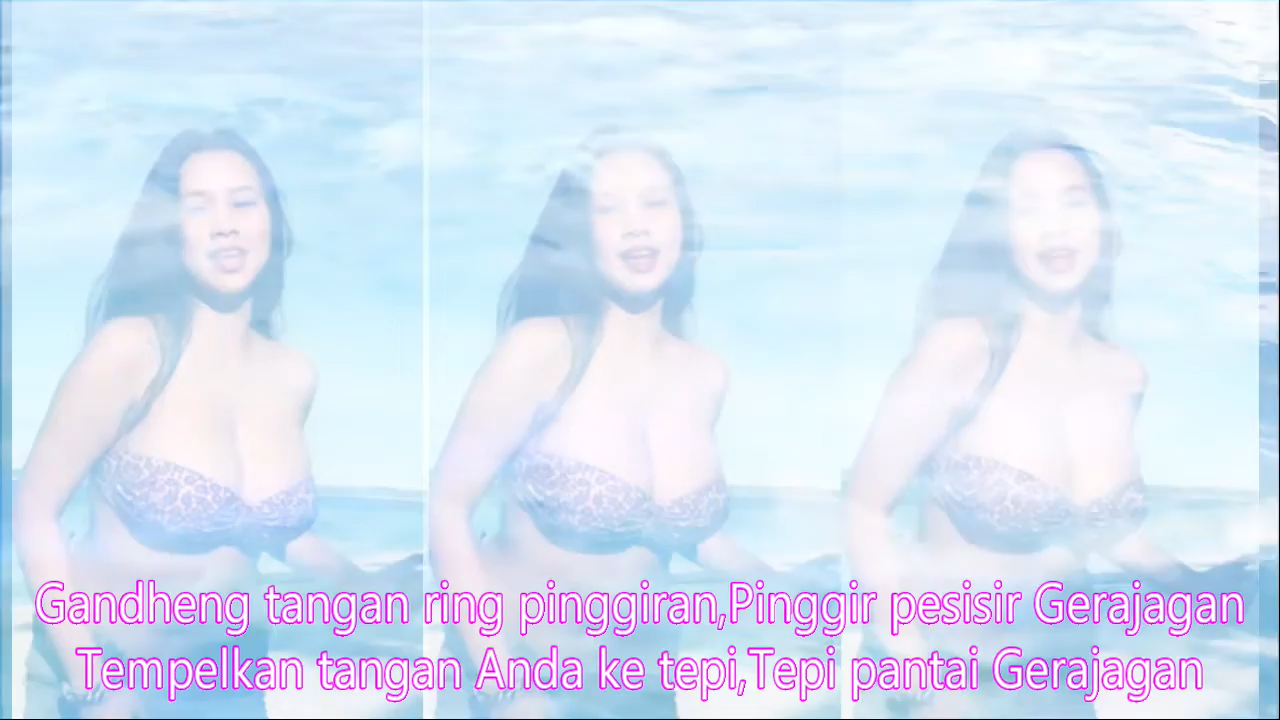 Gandheng tangan ring pinggiran,Pinggir pesisir Gerajagan
Tempelkan tangan Anda ke tepi,Tepi pantai Gerajagan